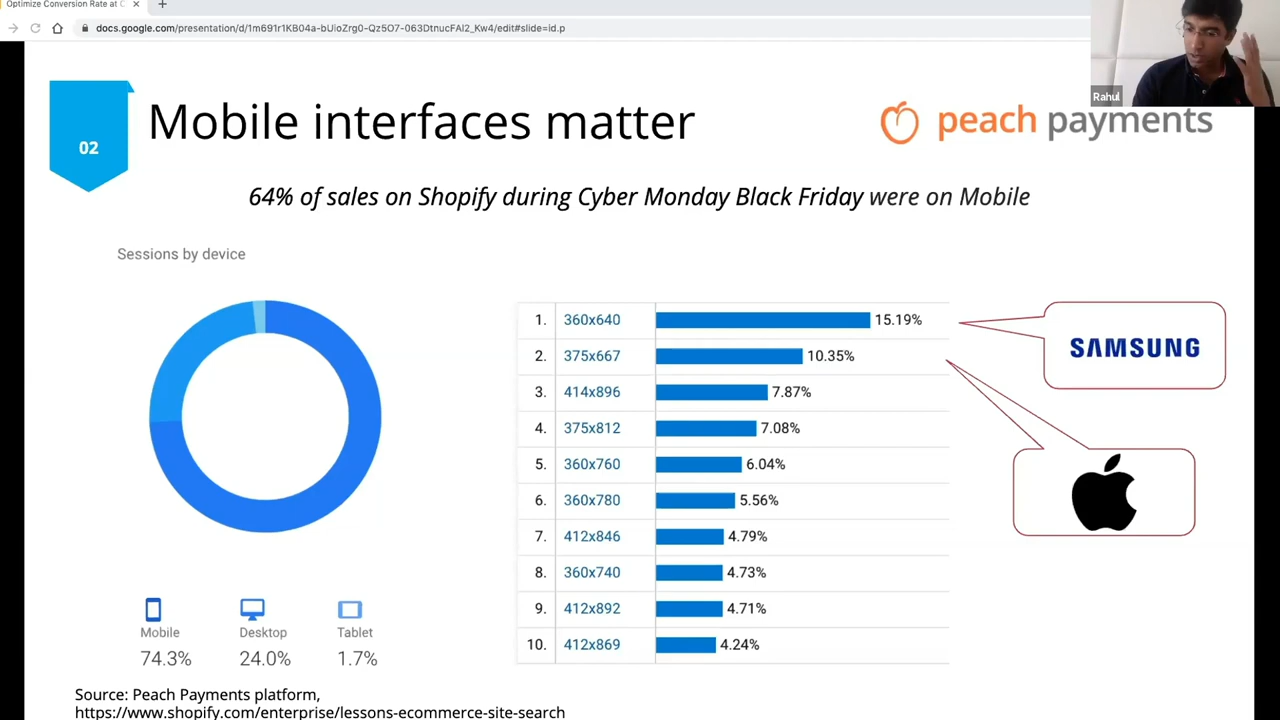 Optimize Conversion Rate at C
docs.google.com/presentation/d/1m691r1KB04a-bUioZrg0-Qz5O7-063DtnucFAI2_Kw4/edit#slide=id.p
Rahul
02
Mobile interfaces matter
peach payments
64% of sales on Shopify during Cyber Monday Black Friday were on Mobile
Sessions by device
1. 360x640 15.19%
2. 375x667 10.35%
3. 414x896 7.87%
4. 375x812 7.08%
5. 360x760 6.04%
6. 360x780 5.56%
7. 412x846 4.79%
8. 360x740 4.73%
9. 412x892 4.71%
10. 412x869 4.24%
SAMSUNG
Mobile Desktop Tablet
74.3% 24.0% 1.7%
Source: Peach Payments platform,
https://www.shopify.com/enterprise/lessons-ecommerce-site-search